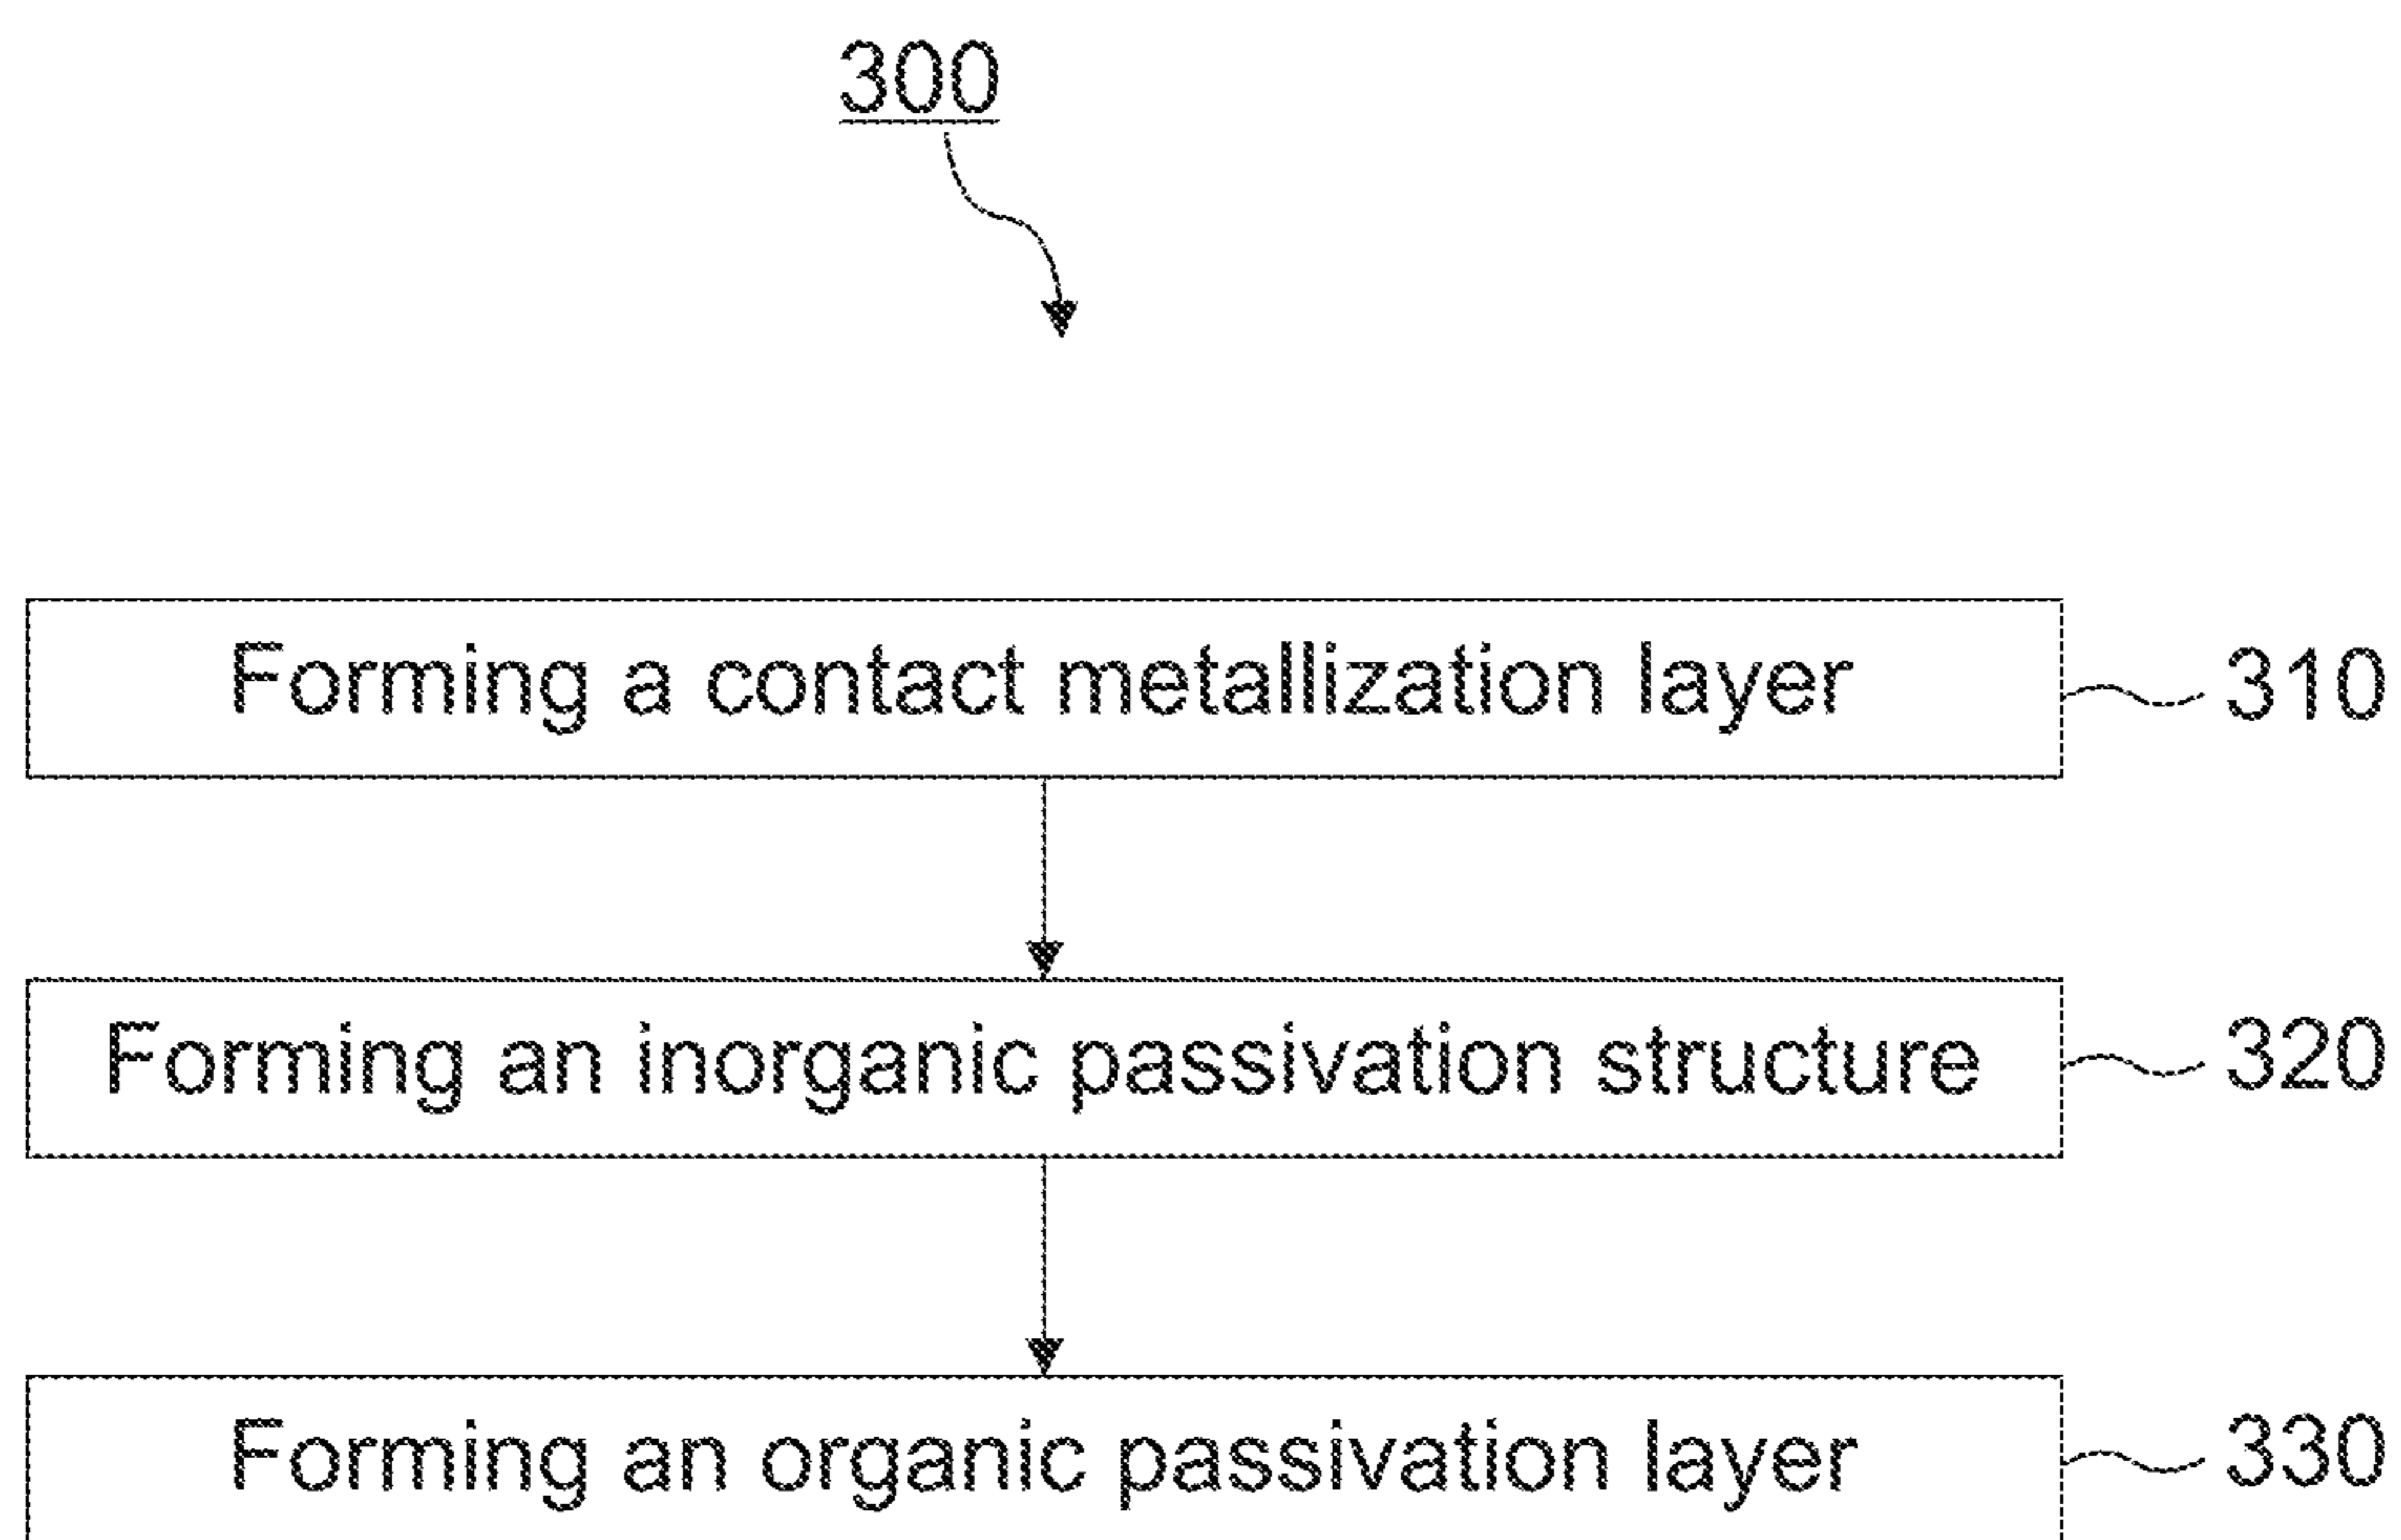 300
Forming a contact metallization layer 310
Forming an inorganic passivation structure 320
Forming an organic passivation layer 330